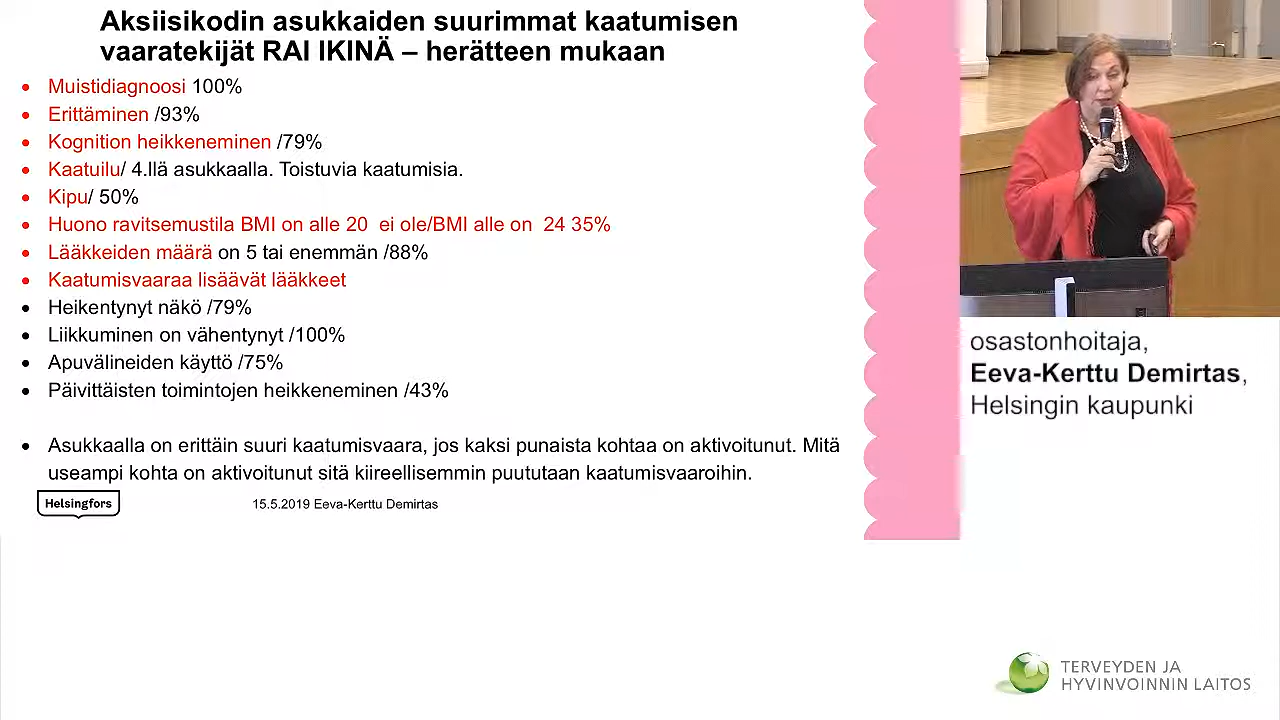 Aksiisikodin asukkaiden suurimmat kaatumisen
vaaratekijät RAI IKINÄ – herätteen mukaan
• Muistidiagnoosi 100%
• Erittäminen /93%
• Kognition heikkeneminen /79%
• Kaatuilu/ 4.llä asukkaalla. Toistuvia kaatumisia.
• Kipu/ 50%
• Huono ravitsemustila BMI on alle 20 ei ole/BMI alle on 24 35%
• Lääkkeiden määrä on 5 tai enemmän /88%
• Kaatumisvaaraa lisäävät lääkkeet
• Heikentynyt näkö /79%
• Liikkuminen on vähentynyt /100%
• Apuvälineiden käyttö /75%
• Päivittäisten toimintojen heikkeneminen /43%
• Asukkaalla on erittäin suuri kaatumisvaara, jos kaksi punaista kohtaa on aktivoitunut. Mitä
useampi kohta on aktivoitunut sitä kiireellisemmin puututaan kaatumisvaaroihin.
Helsingfors
15.5.2019 Eeva-Kerttu Demirtas
osastonhoitaja,
Eeva-Kerttu Demirtas,
Helsingin kaupunki
TERVEYDEN JA
HYVINVOINNIN LAITOS